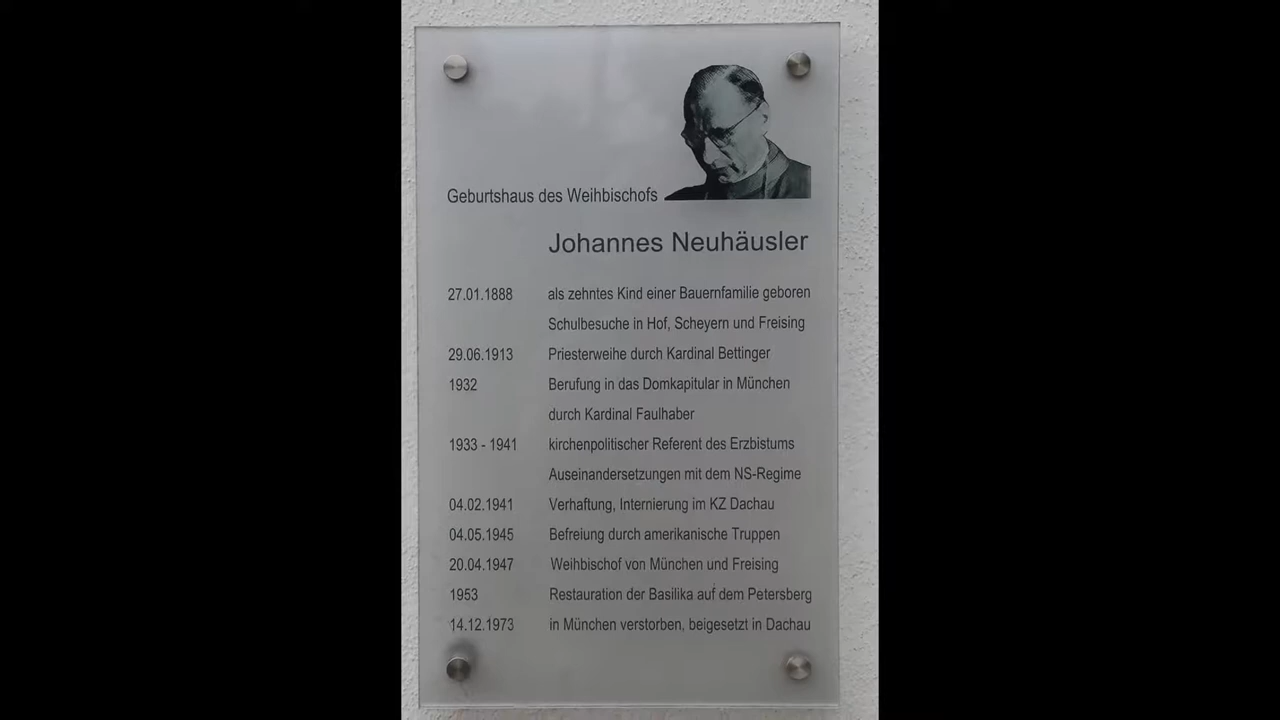 Geburtshaus des Weihbischofs
Johannes Neuhäusler
27.01.1888 als zehntes Kind einer Bauernfamilie geboren
Schulbesuche in Hof, Scheyern und Freising
29.06.1913 Priesterweihe durch Kardinal Bettinger
1932 Berufung in das Domkapitular in München
durch Kardinal Faulhaber
1933 - 1941 kirchenpolitischer Referent des Erzbistums
Auseinandersetzungen mit dem NS-Regime
04.02.1941 Verhaftung, Internierung im KZ Dachau
04.05.1945 Befreiung durch amerikanische Truppen
20.04.1947 Weihbischof von München und Freising
1953 Restauration der Basilika auf dem Petersberg
14.12.1973 in München verstorben, beigesetzt in Dachau